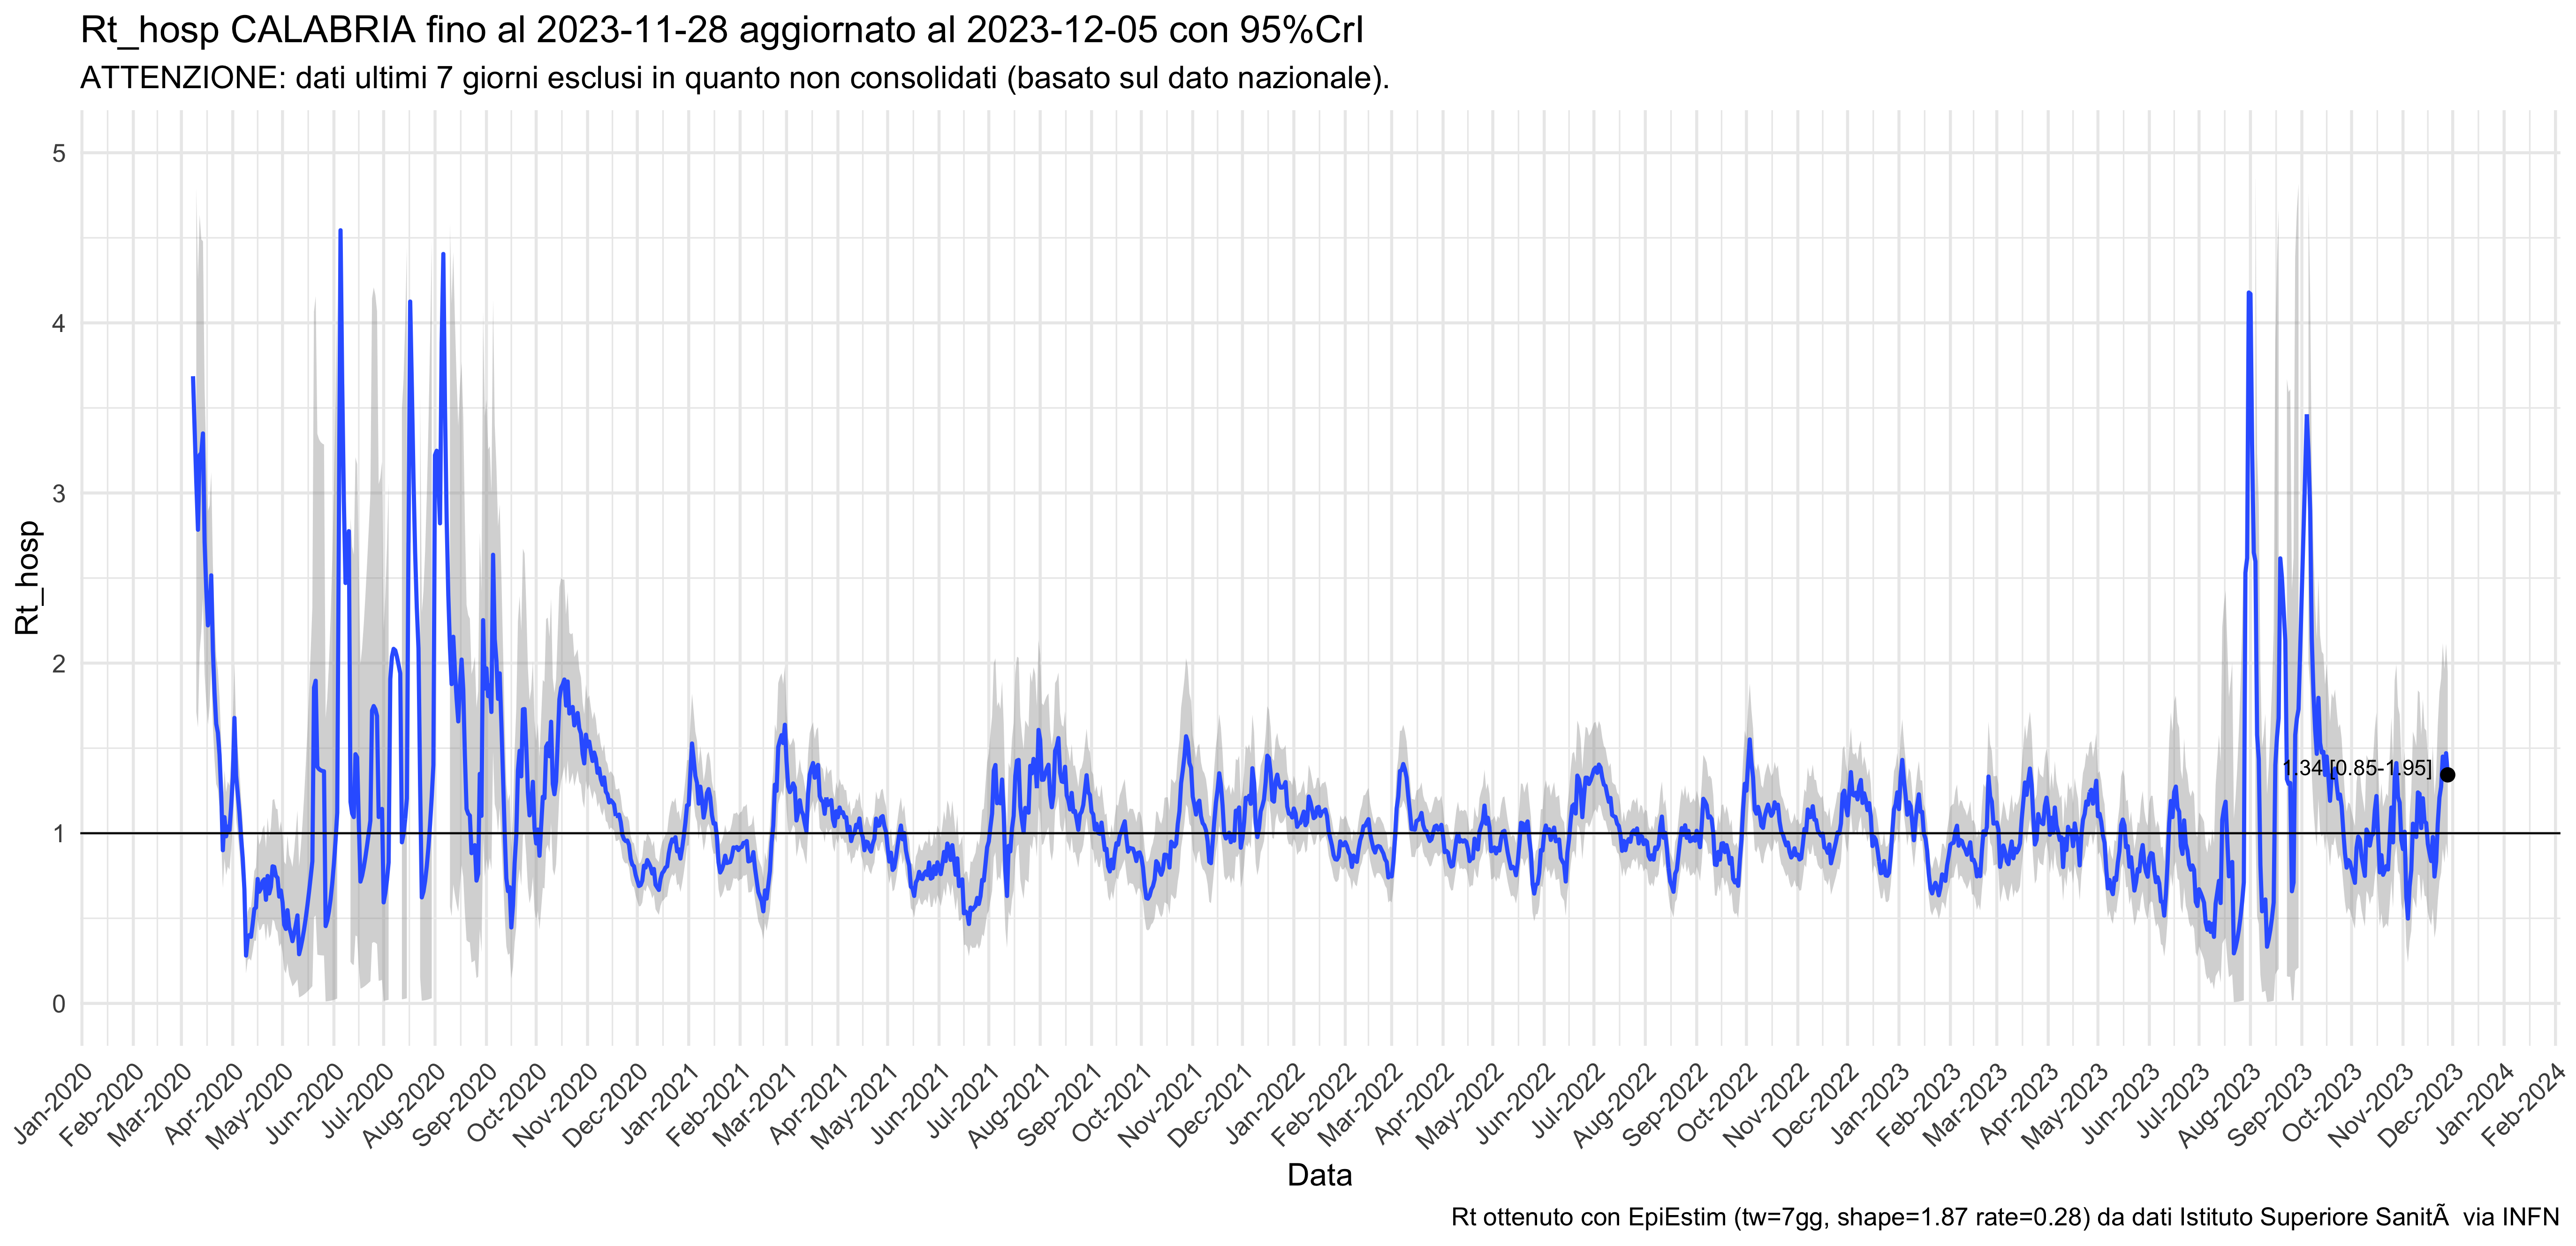 Rt_hosp CALABRIA fino al 2023-11-28 aggiornato al 2023-12-05 con 95%CrI
ATTENZIONE: dati ultimi 7 giorni esclusi in quanto non consolidati (basato sul dato nazionale).
5
4
3
2
1
0
Rt_hosp
1.34 [0.85-1.95]
Jan-2020
Feb-2020
Mar-2020
Apr-2020
May-2020
Jun-2020
Jul-2020
Aug-2020
Sep-2020
Oct-2020
Nov-2020
Dec-2020
Jan-2021
Feb-2021
Mar-2021
Apr-2021
May-2021
Jun-2021
Jul-2021
Aug-2021
Sep-2021
Oct-2021
Nov-2021
Dec-2021
Jan-2022
Feb-2022
Mar-2022
Apr-2022
May-2022
Jun-2022
Jul-2022
Aug-2022
Sep-2022
Oct-2022
Nov-2022
Dec-2022
Jan-2023
Feb-2023
Mar-2023
Apr-2023
May-2023
Jun-2023
Jul-2023
Aug-2023
Sep-2023
Oct-2023
Nov-2023
Dec-2023
Jan-2024
Feb-2024
Data
Rt ottenuto con EpiEstim (tw=7gg, shape=1.87 rate=0.28) da dati Istituto Superiore SanitÃ  via INFN